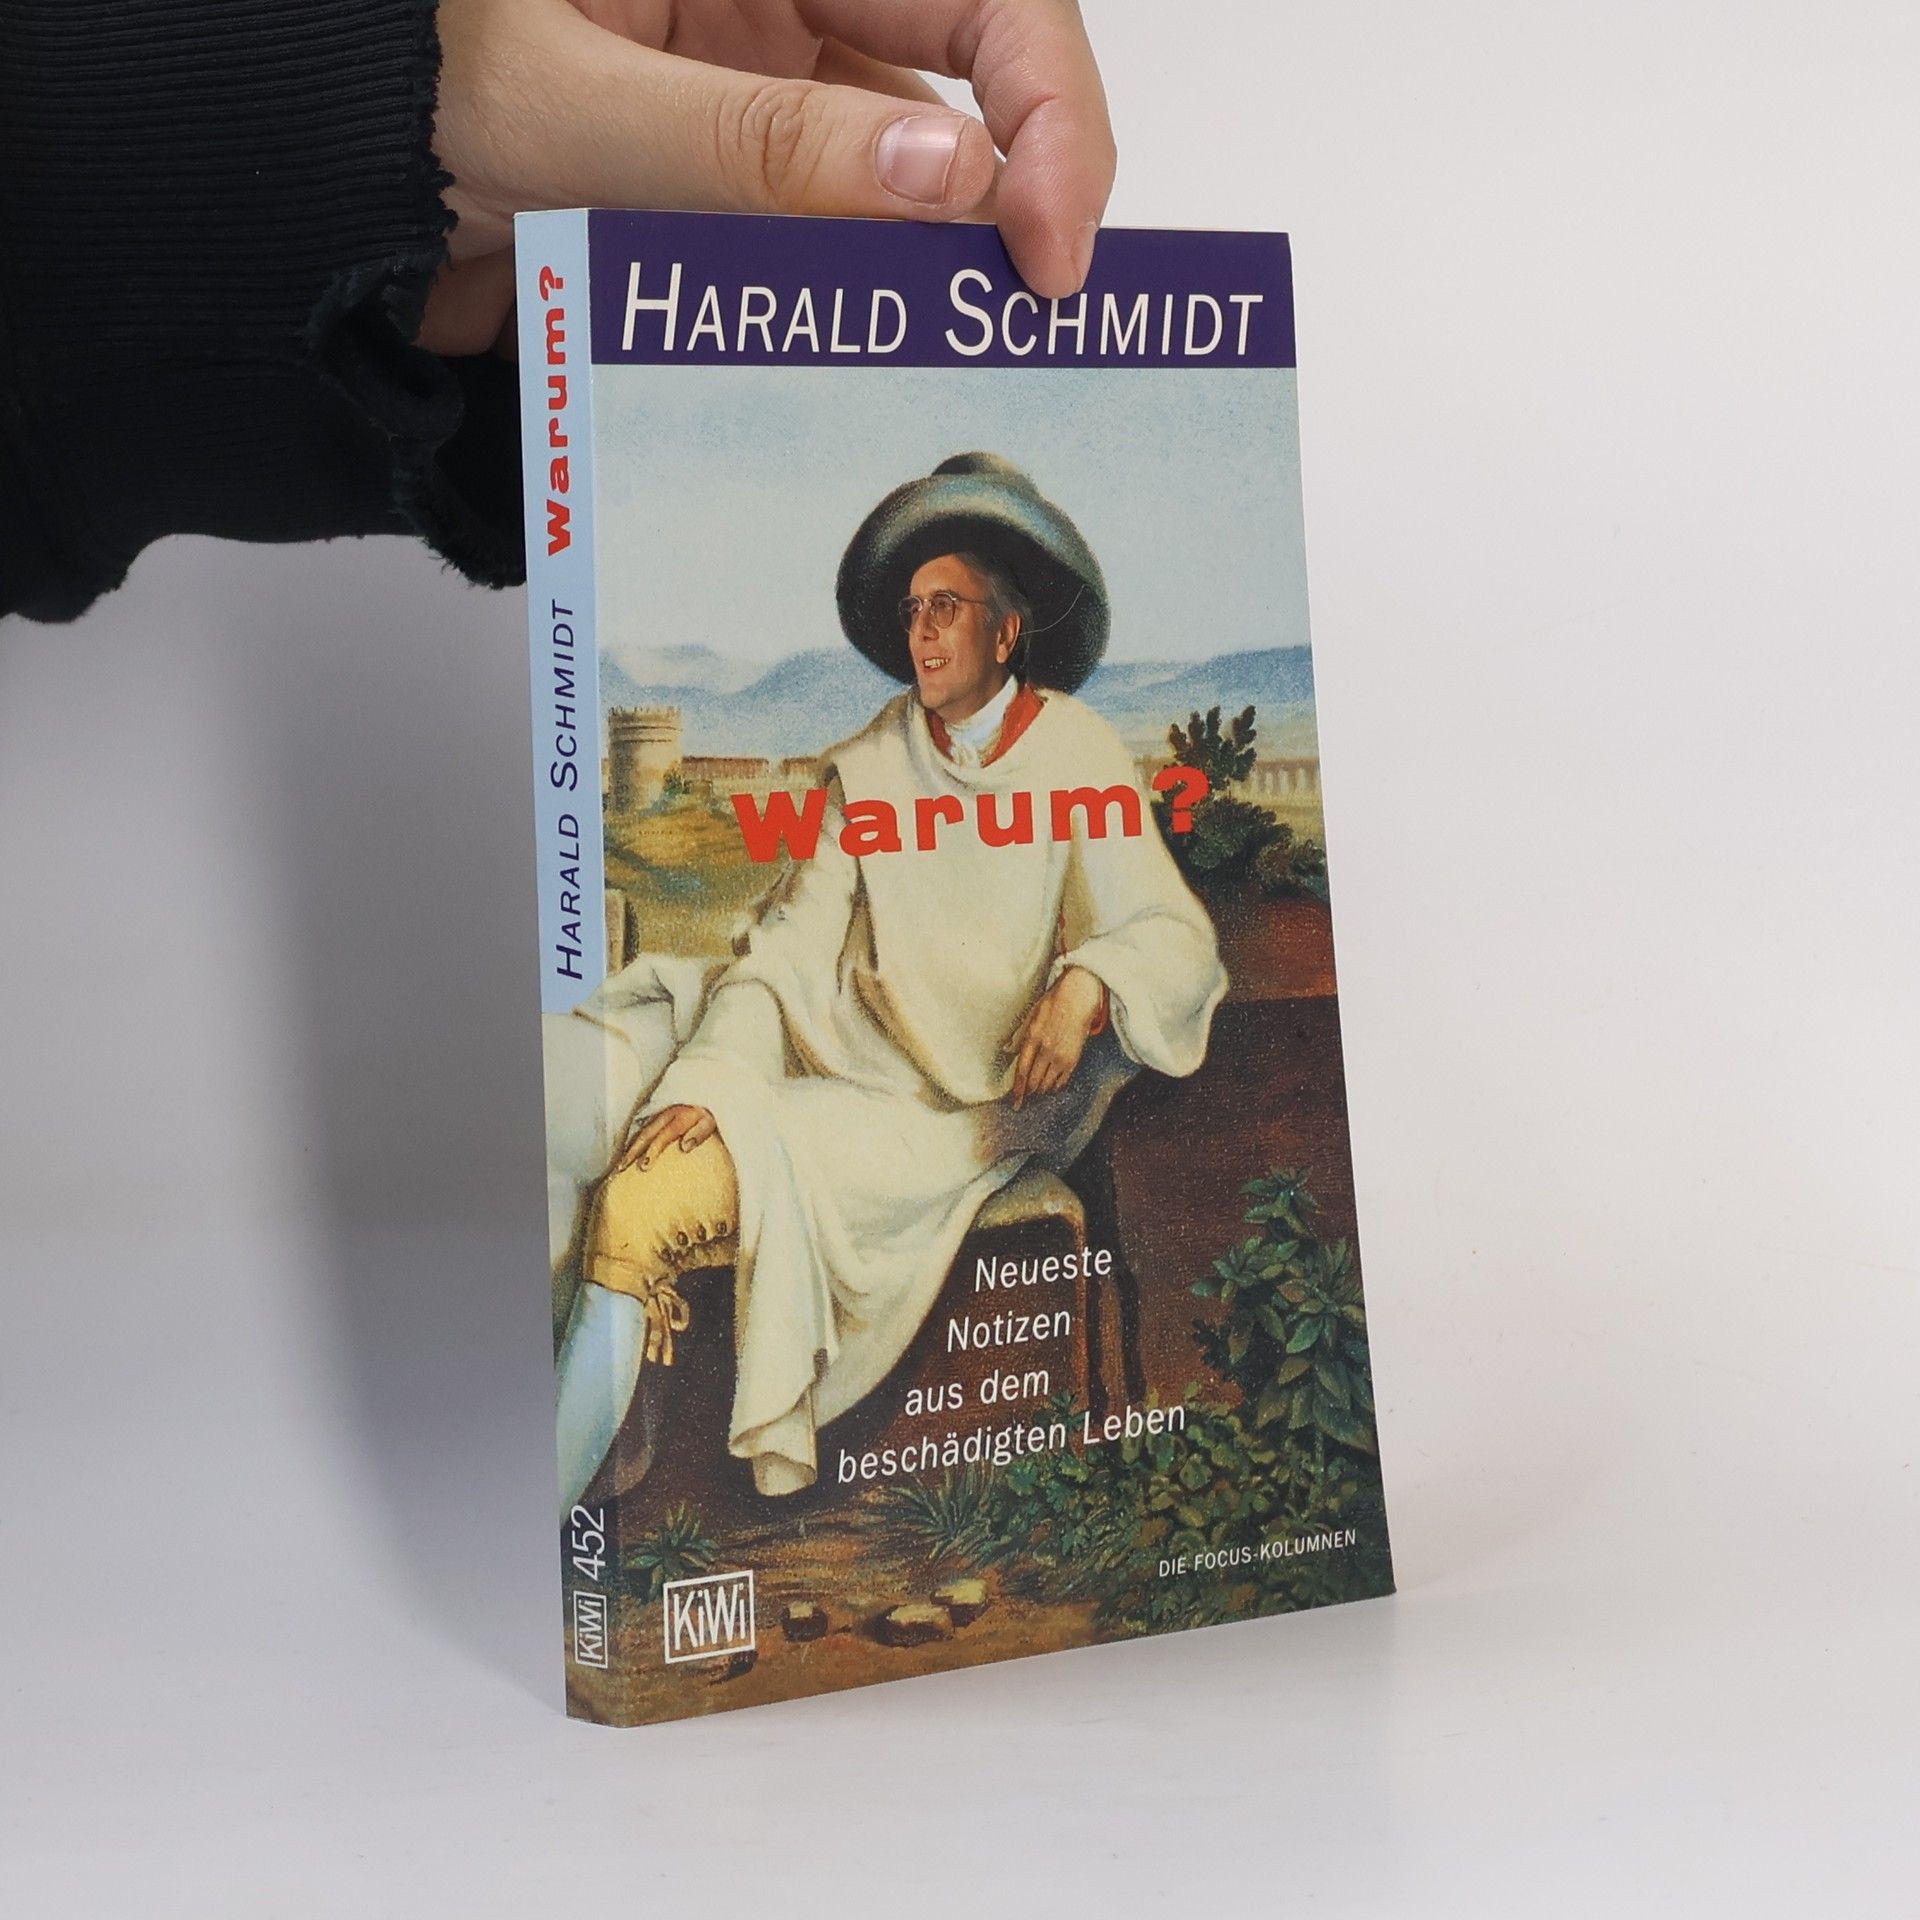 HARALD SCHMIDT
Warum?
Neueste
Notizen
aus dem
beschädigten Leben
DIE FOCUS-KOLUMNEN
KiWi
HARALD SCHMIDT Warum?
KiWi 452